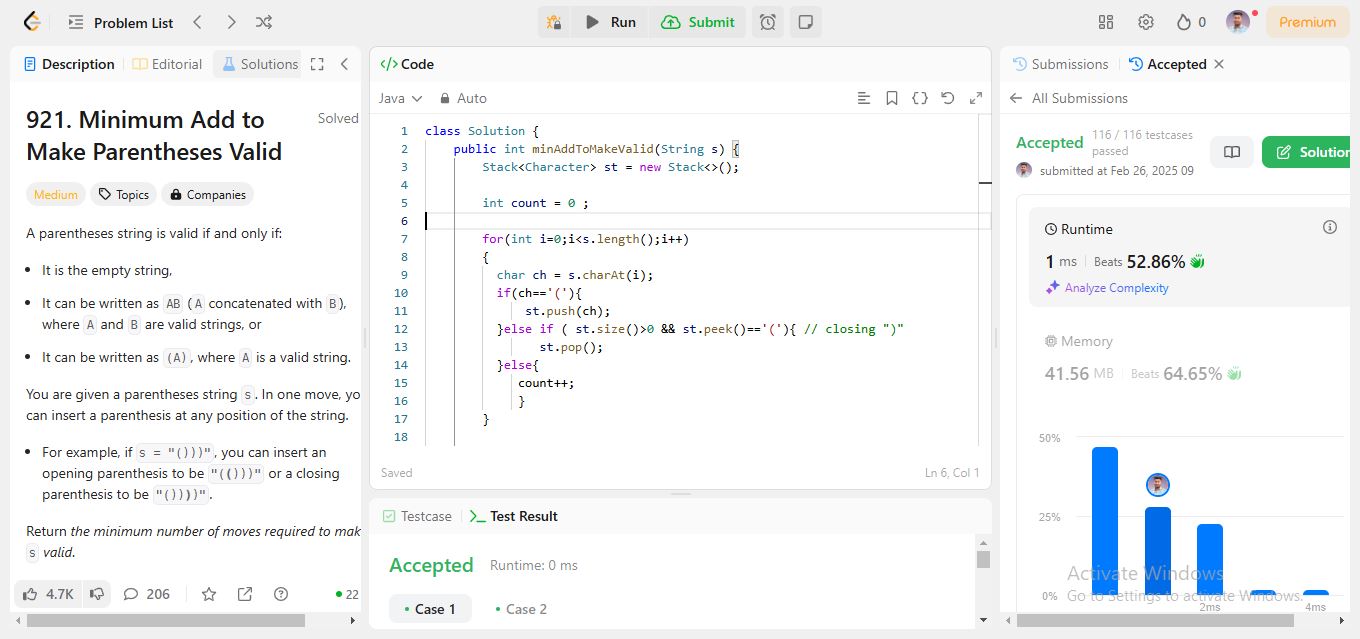 Problem List
Run
Submit
0
Premium
Description
Editorial
Solutions
921. Minimum Add to
Make Parentheses Valid
Solved
Medium
Topics
Companies
A parentheses string is valid if and only if:
• It is the empty string,
• It can be written as AB (A concatenated with B),
where A and B are valid strings, or
• It can be written as (A), where A is a valid string.
You are given a parentheses string s. In one move, yo
can insert a parenthesis at any position of the string.
• For example, if s = "()))", you can insert an
opening parenthesis to be "(()))" or a closing
parenthesis to be "())))".
Return the minimum number of moves required to mak
s valid.
4.7K
206
22
</> Code
Java
Auto
1 class Solution {
2 public int minAddToMakeValid(String s) {
3 Stack<Character> st = new Stack<>();
4
5 int count = 0 ;
6
7 for(int i=0;i<s.length();i++)
8 {
9 char ch = s.charAt(i);
10 if(ch=='('){
11 st.push(ch);
12 }else if ( st.size()>0 && st.peek()=='('){ // closing ")"
13 st.pop();
14 }else{
15 count++;
16 }
17 }
18
Saved
Ln 6, Col 1
Testcase
Test Result
Accepted
Runtime: 0 ms
• Case 1
• Case 2
Submissions
Accepted
All Submissions
Accepted
116 / 116 testcases
passed
submitted at Feb 26, 2025 09
Solution
Runtime
1 ms
Beats 52.86%
Analyze Complexity
Memory
41.56 MB
Beats 64.65%
50%
25%
0%
2ms
4ms
Activate Windows
Go to Settings to activate Windows.